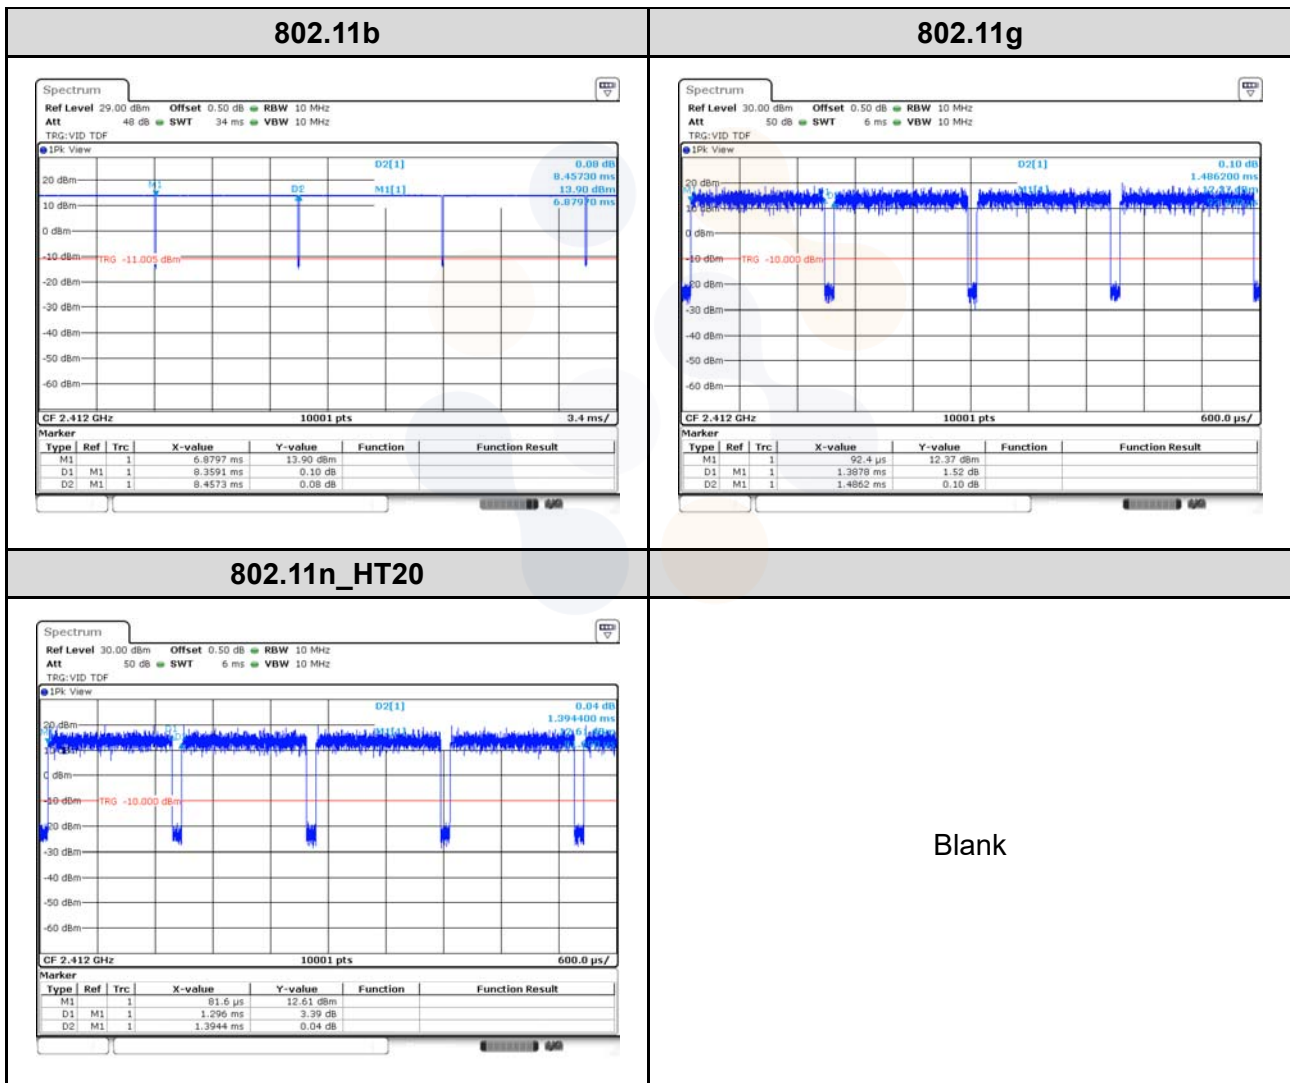 802.11b
802.11g
Spectrum
Ref Level 29.00 dBm Offset 0.50 dB RBW 10 MHz
Att 48 dB SWT 34 ms VBW 10 MHz
TRG:VID TDF
1Pk View
D2[1] 0.08 dB
8.45730 ms
M1[1] 13.90 dBm
6.87970 ms
M1
D2
20 dBm
10 dBm
0 dBm
-10 dBm
TRG -11.005 dBm
-20 dBm
-30 dBm
-40 dBm
-50 dBm
-60 dBm
CF 2.412 GHz 10001 pts 3.4 ms/
Marker
Type Ref Trc X-value Y-value Function Function Result
M1 1 6.8797 ms 13.90 dBm
D1 M1 1 8.3591 ms 0.10 dB
D2 M1 1 8.4573 ms 0.08 dB
Spectrum
Ref Level 30.00 dBm Offset 0.50 dB RBW 10 MHz
Att 50 dB SWT 6 ms VBW 10 MHz
TRG:VID TDF
1Pk View
D2[1] 0.10 dB
1.486200 ms
12.37 dBm
20 dBm
10 dBm
0 dBm
-10 dBm
TRG -10.000 dBm
-20 dBm
-30 dBm
-40 dBm
-50 dBm
-60 dBm
CF 2.412 GHz 10001 pts 600.0 µs/
Marker
Type Ref Trc X-value Y-value Function Function Result
M1 1 92.4 µs 12.37 dBm
D1 M1 1 1.3878 ms 1.52 dB
D2 M1 1 1.4862 ms 0.10 dB
802.11n_HT20
Spectrum
Ref Level 30.00 dBm Offset 0.50 dB RBW 10 MHz
Att 50 dB SWT 6 ms VBW 10 MHz
TRG:VID TDF
1Pk View
D2[1] 0.04 dB
1.394400 ms
12.61 dBm
20 dBm
10 dBm
0 dBm
-10 dBm
TRG -10.000 dBm
-20 dBm
-30 dBm
-40 dBm
-50 dBm
-60 dBm
CF 2.412 GHz 10001 pts 600.0 µs/
Marker
Type Ref Trc X-value Y-value Function Function Result
M1 1 81.6 µs 12.61 dBm
D1 M1 1 1.296 ms 3.39 dB
D2 M1 1 1.3944 ms 0.04 dB
Blank